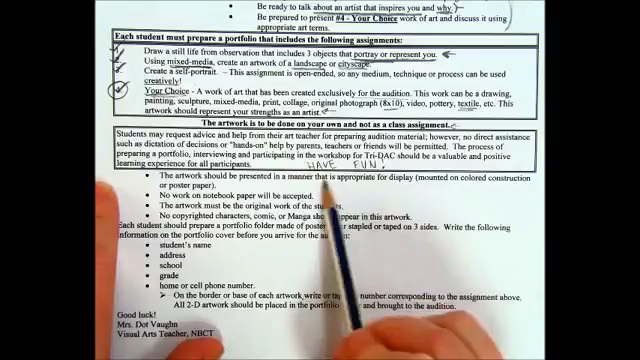 • Be ready to talk about an artist that inspires you and why.
• Be prepared to present #4 - Your Choice work of art and discuss it using
appropriate art terms.
Each student must prepare a portfolio that includes the following assignments:
Draw a still life from observation that includes 3 objects that portray or represent you.
Using mixed-media, create an artwork of a landscape or cityscape.
Create a self-portrait. - This assignment is open-ended, so any medium, technique or process can be used
creatively!
Your Choice - A work of art that has been created exclusively for the audition. This work can be a drawing,
painting, sculpture, mixed-media, print, collage, original photograph (8x10), video, pottery, textile, etc. This
artwork should represent your strengths as an artist.
The artwork is to be done on your own and not as a class assignment.
Students may request advice and help from their art teacher for preparing audition material; however, no direct assistance
such as dictation of decisions or "hands-on" help by parents, teachers or friends will be permitted. The process of
preparing a portfolio, interviewing and participating in the workshop for Tri-DAC should be a valuable and positive
learning experience for all participants. HAVE FUN!
• The artwork should be presented in a manner that is appropriate for display (mounted on colored construction
or poster paper).
• No work on notebook paper will be accepted.
• The artwork must be the original work of the
• No copyrighted characters, comic, or Manga appear in this artwork.
Each student should prepare a portfolio folder made of stapled or taped on 3 sides. Write the following
information on the portfolio cover before you arrive for the
• student's name
• address
• school
• grade
• home or cell phone number.
➢ On the border or base of each artwork write or number corresponding to the assignment above.
All 2-D artwork should be placed in the portfolio and brought to the audition.
Good luck!
Mrs. Dot Vaughn
Visual Arts Teacher, NBCT